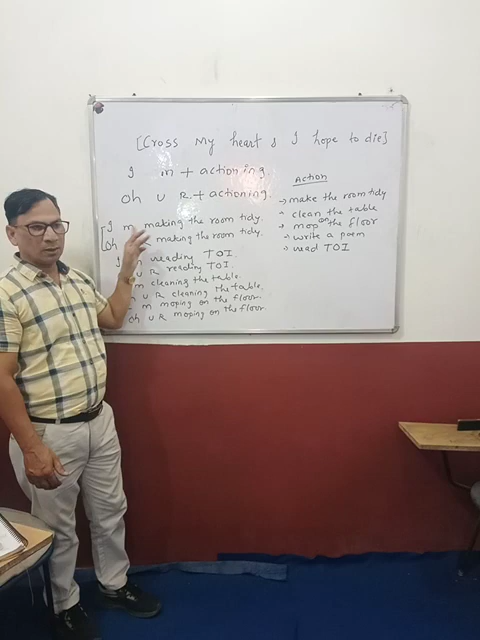 [Cross My heart & I hope to die]
I m + actioning.
oh u R + actioning.
I m making the room tidy.
Oh making the room tidy.
I m reading TOI.
u R reading TOI.
m cleaning the table.
u R cleaning the table.
m moping on the floor.
oh u R moping on the floor
Action
→ make the room tidy
→ clean the table
→ mop on the floor
→ write a poem
→ read TOI